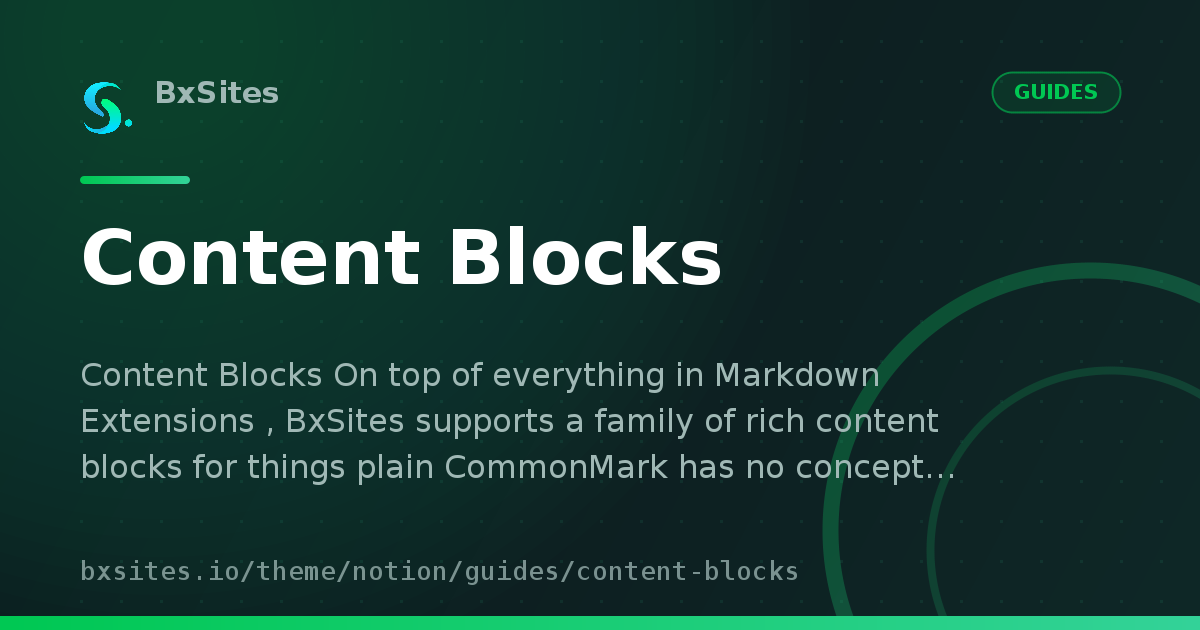 BxSites
GUIDES
Content Blocks
Content Blocks On top of everything in Markdown
Extensions , BxSites supports a family of rich content
blocks for things plain CommonMark has no concept…
bxsites.io/theme/notion/guides/content-blocks